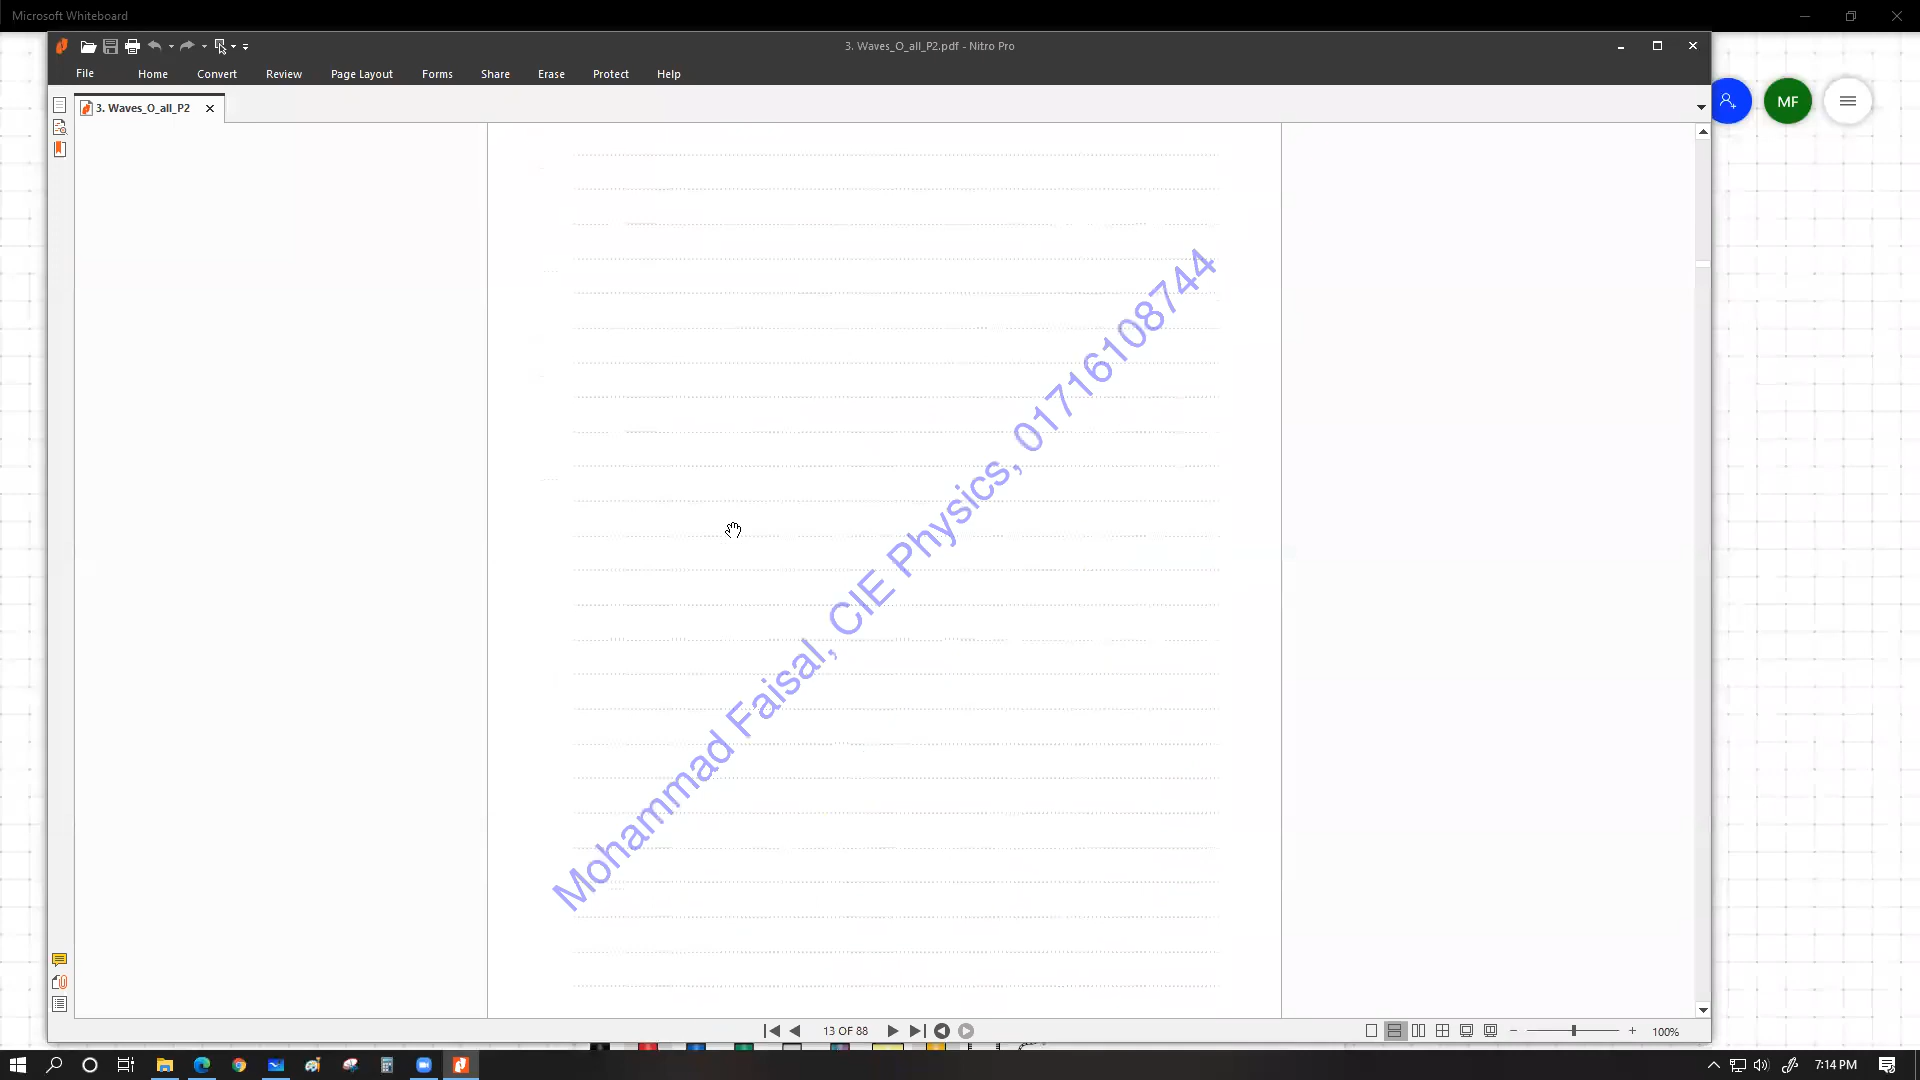 Microsoft Whiteboard
3. Waves_O_all_P2.pdf - Nitro Pro
File Home Convert Review Page Layout Forms Share Erase Protect Help
3. Waves_O_all_P2
MF
Mohammad Faisal, CIE Physics, 01716108744
13 OF 88
100%
7:14 PM